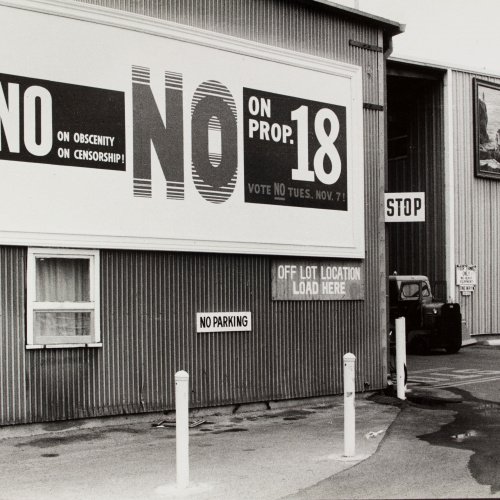 NO
ON OBSCENITY
ON CENSORSHIP!
NO
ON
PROP. 18
VOTE NO TUES. NOV. 7!
STOP
OFF LOT LOCATION
LOAD HERE
NO PARKING